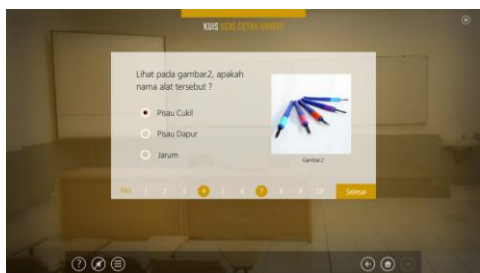 KUIS SENI CETAK GRAFIS
Lihat pada gambar.2, apakah
nama alat tersebut ?
Pisau Cukil
Pisau Dapur
Jarum
Gambar.2
No. 1 2 3 4 5 6 7 8 9 10 Selesai